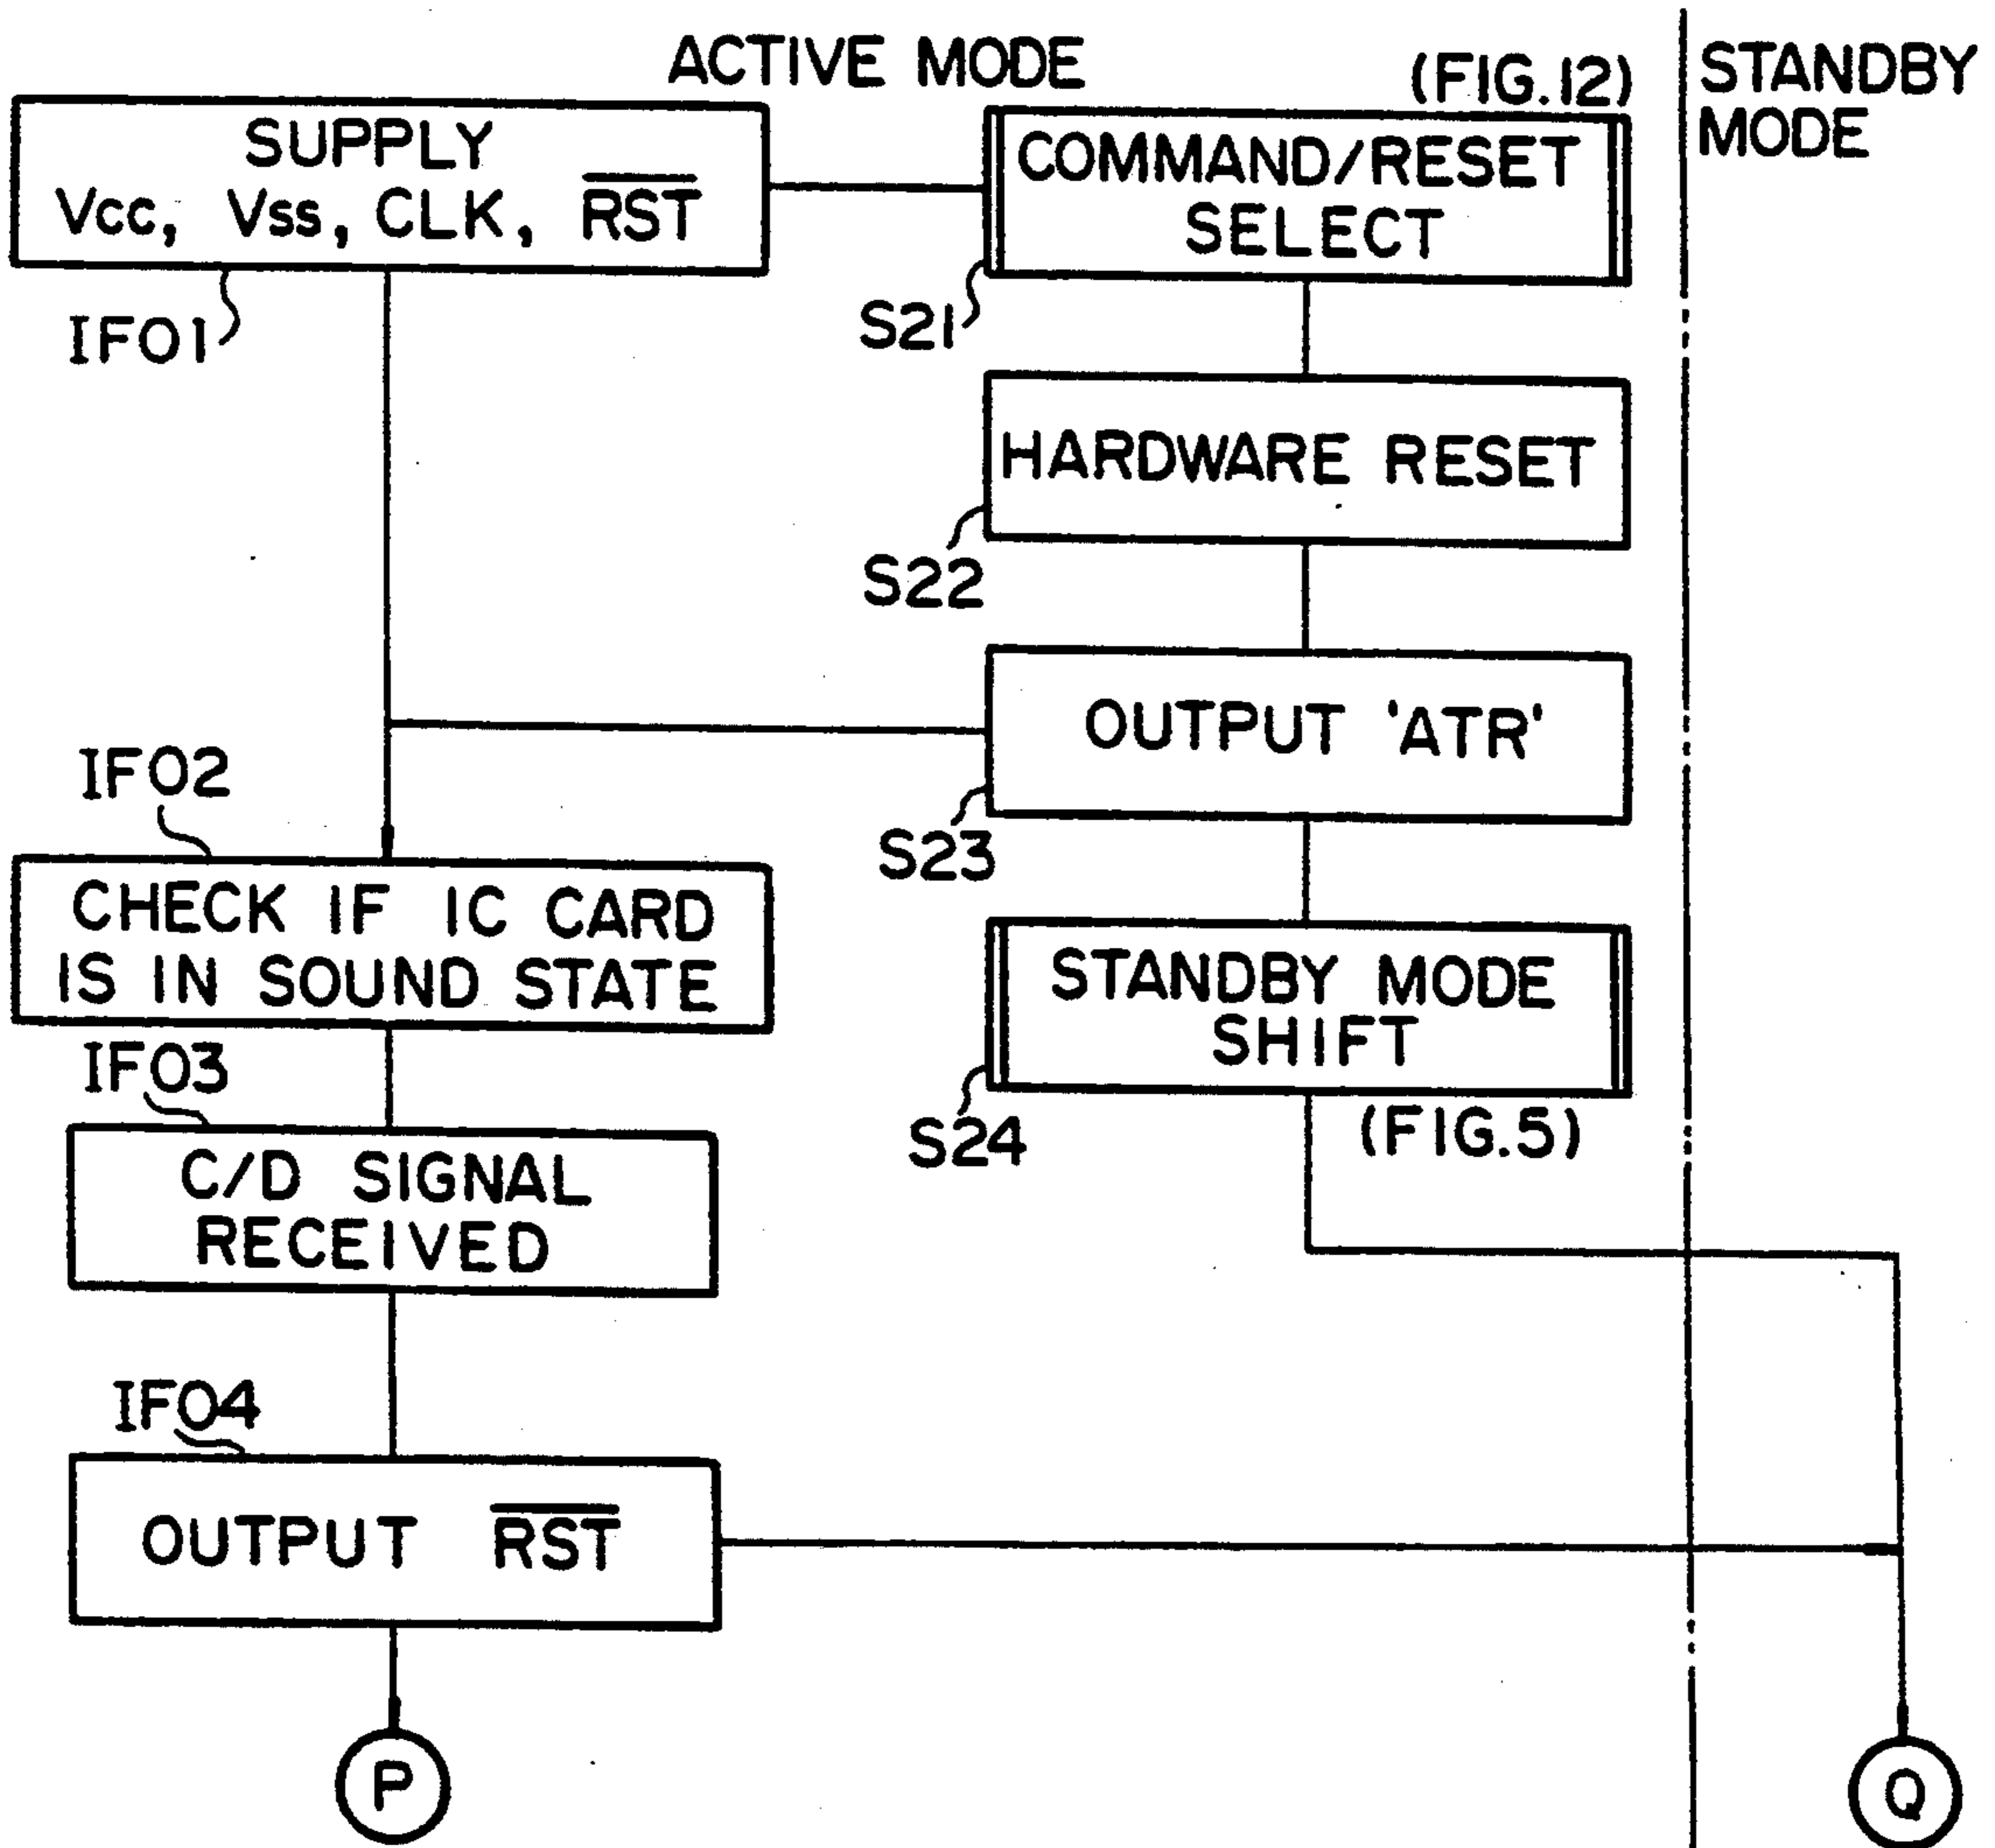 ACTIVE MODE
(FIG.12)
STANDBY
MODE
SUPPLY
Vcc, Vss, CLK, R̅S̅T̅
IF01
COMMAND/RESET
SELECT
S21
HARDWARE RESET
S22
OUTPUT 'ATR'
S23
IF02
CHECK IF IC CARD
IS IN SOUND STATE
STANDBY MODE
SHIFT
S24
(FIG.5)
IF03
C/D SIGNAL
RECEIVED
IF04
OUTPUT R̅S̅T̅
P
Q